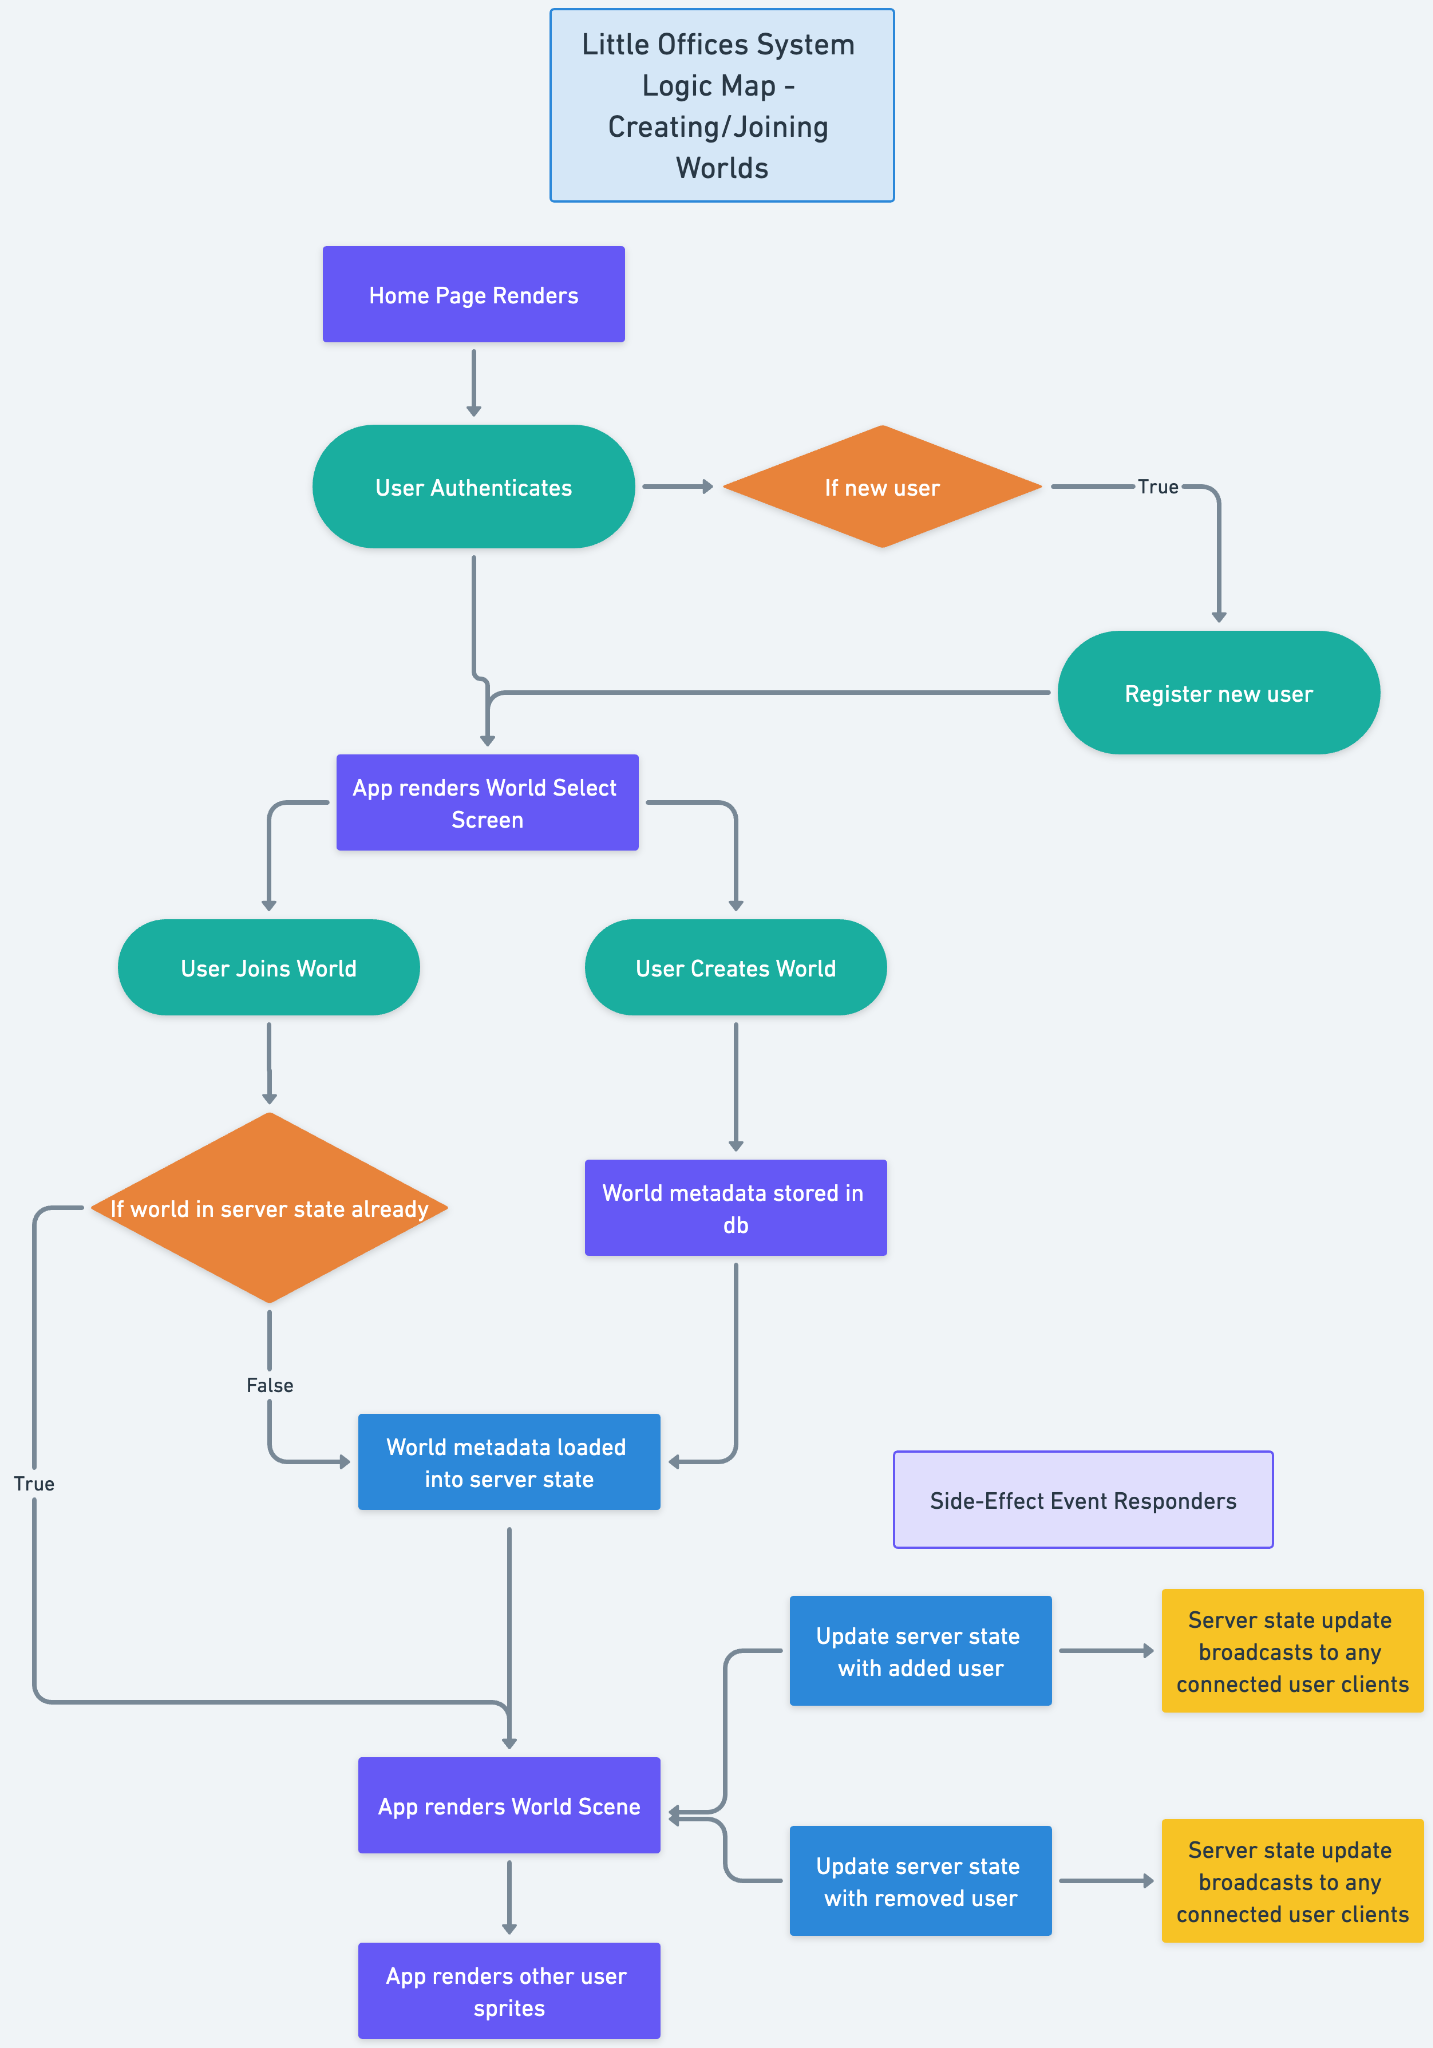 Little Offices System
Logic Map -
Creating/Joining
Worlds
Home Page Renders
User Authenticates
If new user
True
Register new user
App renders World Select
Screen
User Joins World
User Creates World
If world in server state already
World metadata stored in
db
False
True
World metadata loaded
into server state
Side-Effect Event Responders
Update server state
with added user
Server state update
broadcasts to any
connected user clients
App renders World Scene
Update server state
with removed user
Server state update
broadcasts to any
connected user clients
App renders other user
sprites